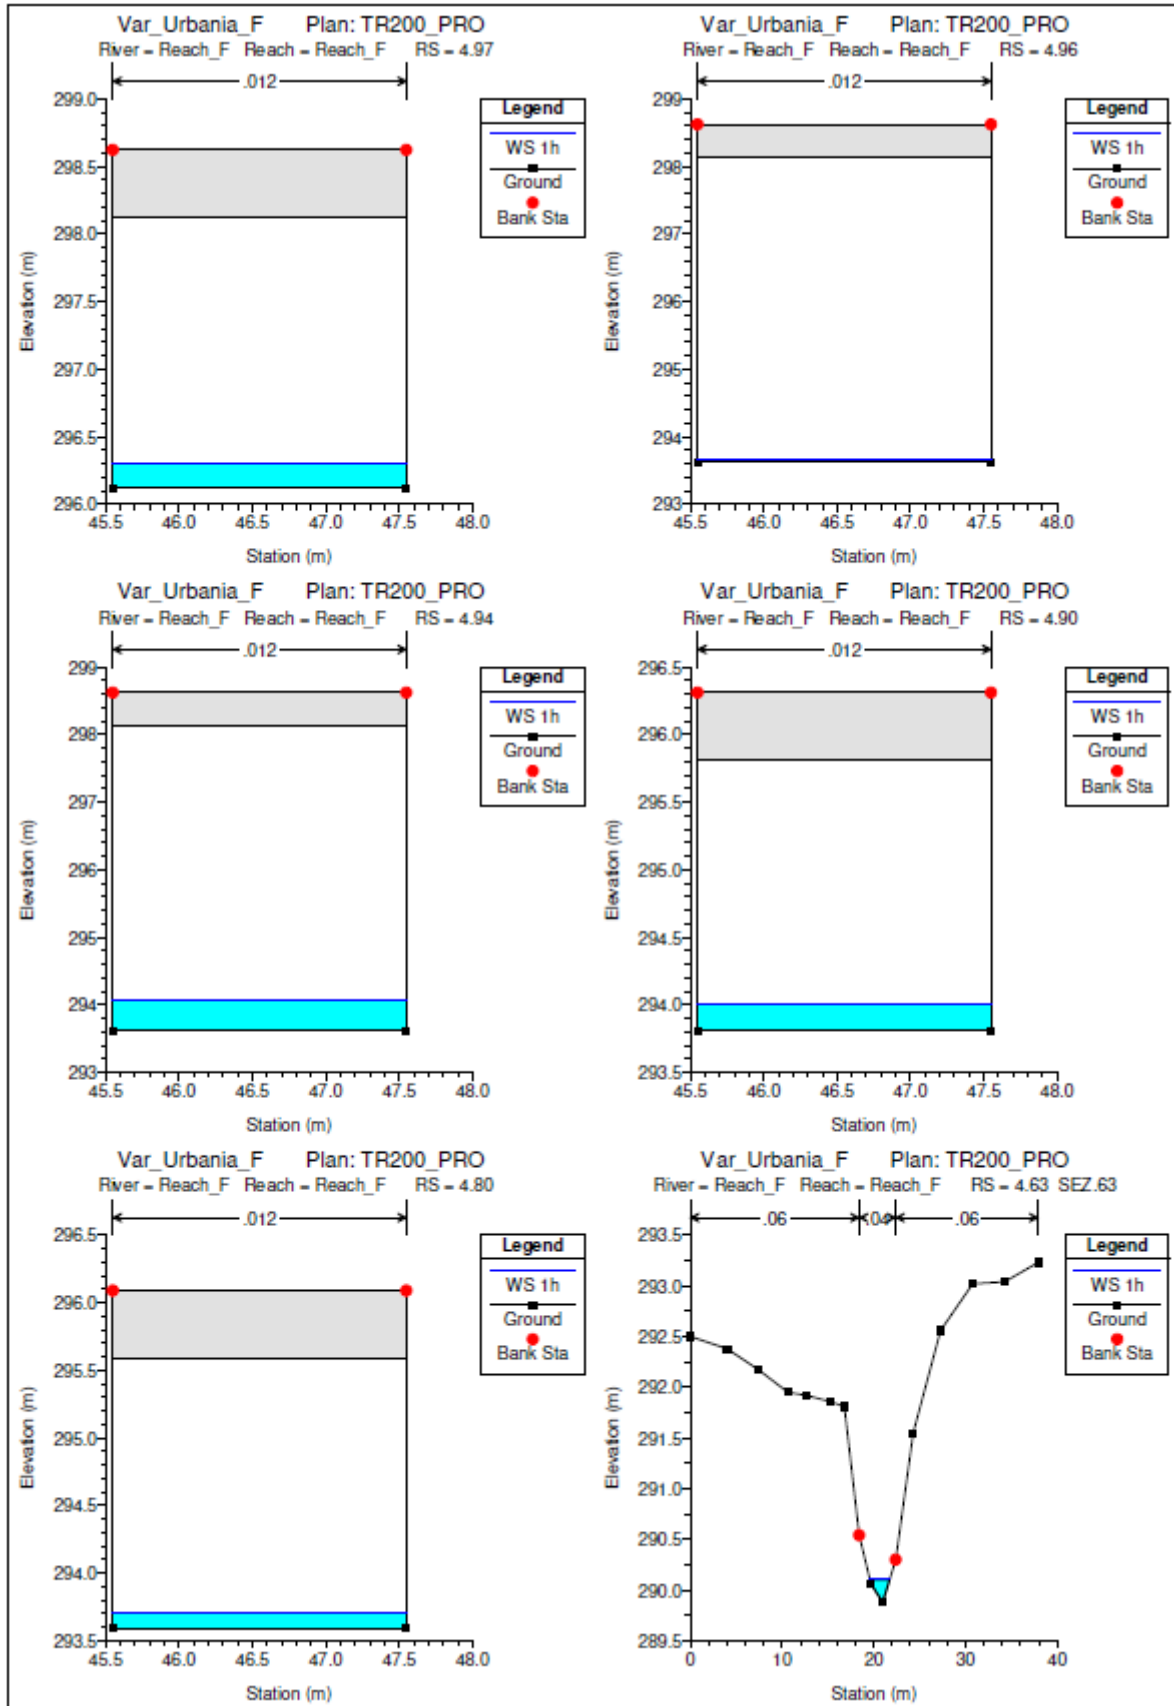 Var_Urbania_F Plan: TR200_PRO
River = Reach_F Reach = Reach_F RS = 4.97
.012
299.0
298.5
298.0
297.5
297.0
296.5
296.0
45.5 46.0 46.5 47.0 47.5 48.0
Elevation (m)
Station (m)
Legend
WS 1h
Ground
Bank Sta
Var_Urbania_F Plan: TR200_PRO
River = Reach_F Reach = Reach_F RS = 4.96
.012
299
298
297
296
295
294
293
45.5 46.0 46.5 47.0 47.5 48.0
Elevation (m)
Station (m)
Legend
WS 1h
Ground
Bank Sta
Var_Urbania_F Plan: TR200_PRO
River = Reach_F Reach = Reach_F RS = 4.94
.012
299
298
297
296
295
294
293
45.5 46.0 46.5 47.0 47.5 48.0
Elevation (m)
Station (m)
Legend
WS 1h
Ground
Bank Sta
Var_Urbania_F Plan: TR200_PRO
River = Reach_F Reach = Reach_F RS = 4.90
.012
296.5
296.0
295.5
295.0
294.5
294.0
293.5
45.5 46.0 46.5 47.0 47.5 48.0
Elevation (m)
Station (m)
Legend
WS 1h
Ground
Bank Sta
Var_Urbania_F Plan: TR200_PRO
River = Reach_F Reach = Reach_F RS = 4.80
.012
296.5
296.0
295.5
295.0
294.5
294.0
293.5
45.5 46.0 46.5 47.0 47.5 48.0
Elevation (m)
Station (m)
Legend
WS 1h
Ground
Bank Sta
Var_Urbania_F Plan: TR200_PRO
River = Reach_F Reach = Reach_F RS = 4.63 SEZ.63
.06 .04 .06
293.5
293.0
292.5
292.0
291.5
291.0
290.5
290.0
289.5
0 10 20 30 40
Elevation (m)
Station (m)
Legend
WS 1h
Ground
Bank Sta